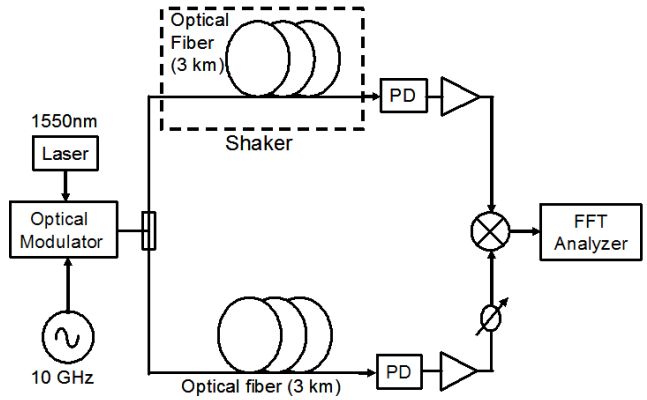 Optical
Fiber
(3 km)
PD
Shaker
1550nm
Laser
Optical
Modulator
FFT
Analyzer
10 GHz
Optical fiber (3 km)
PD